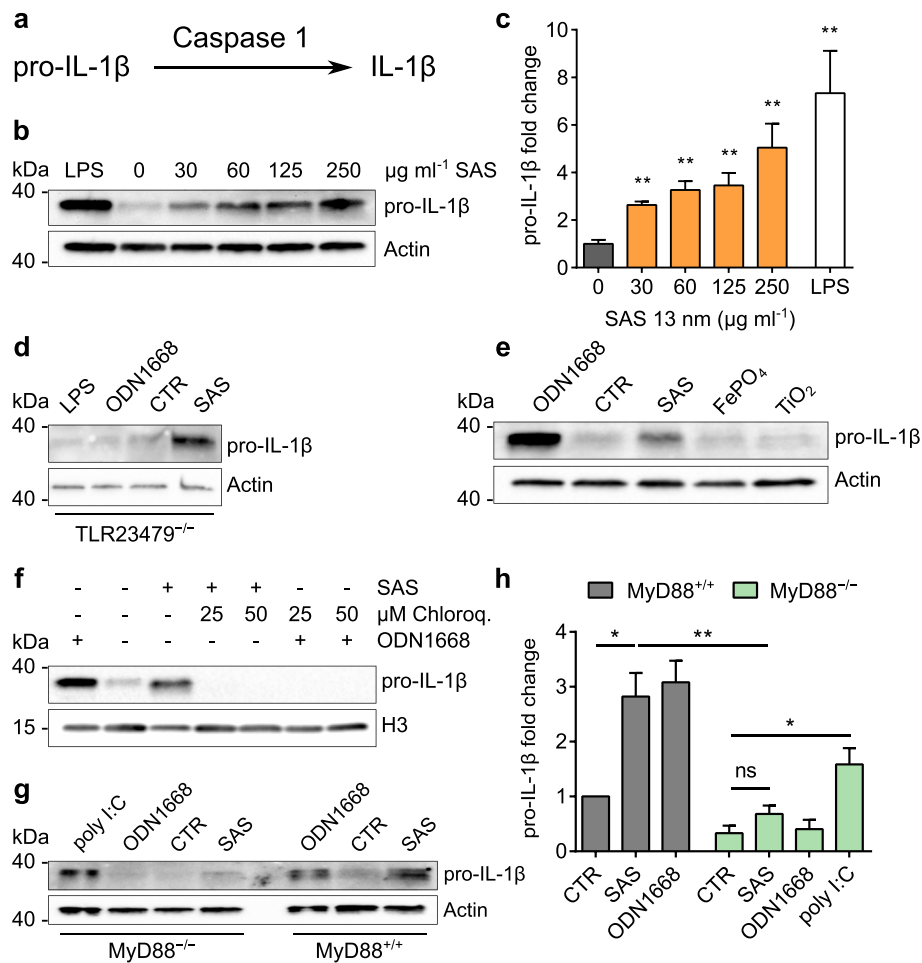 a
Caspase 1
pro-IL-1β IL-1β
b
kDa LPS 0 30 60 125 250 µg ml⁻¹ SAS
40
pro-IL-1β
Actin
40
c
pro-IL-1β fold change
10
8
6
4
2
0
** ** ** ** **
0 30 60 125 250 LPS
SAS 13 nm (µg ml⁻¹)
d
kDa LPS ODN1668 CTR SAS
40
pro-IL-1β
Actin
40
TLR23479⁻/⁻
e
kDa ODN1668 CTR SAS FePO₄ TiO₂
40
pro-IL-1β
Actin
40
f
- - + + + - - SAS
- - - 25 50 25 50 µM Chloroq.
kDa + - - - - + + ODN1668
40
pro-IL-1β
15 H3
g
kDa poly I:C ODN1668 CTR SAS ODN1668 CTR SAS
40
pro-IL-1β
Actin
40
MyD88⁻/⁻ MyD88⁺/⁺
h
MyD88⁺/⁺ MyD88⁻/⁻
pro-IL-1β fold change
4
3
2
1
0
* **
*
ns
CTR SAS ODN1668 CTR SAS ODN1668 poly I:C